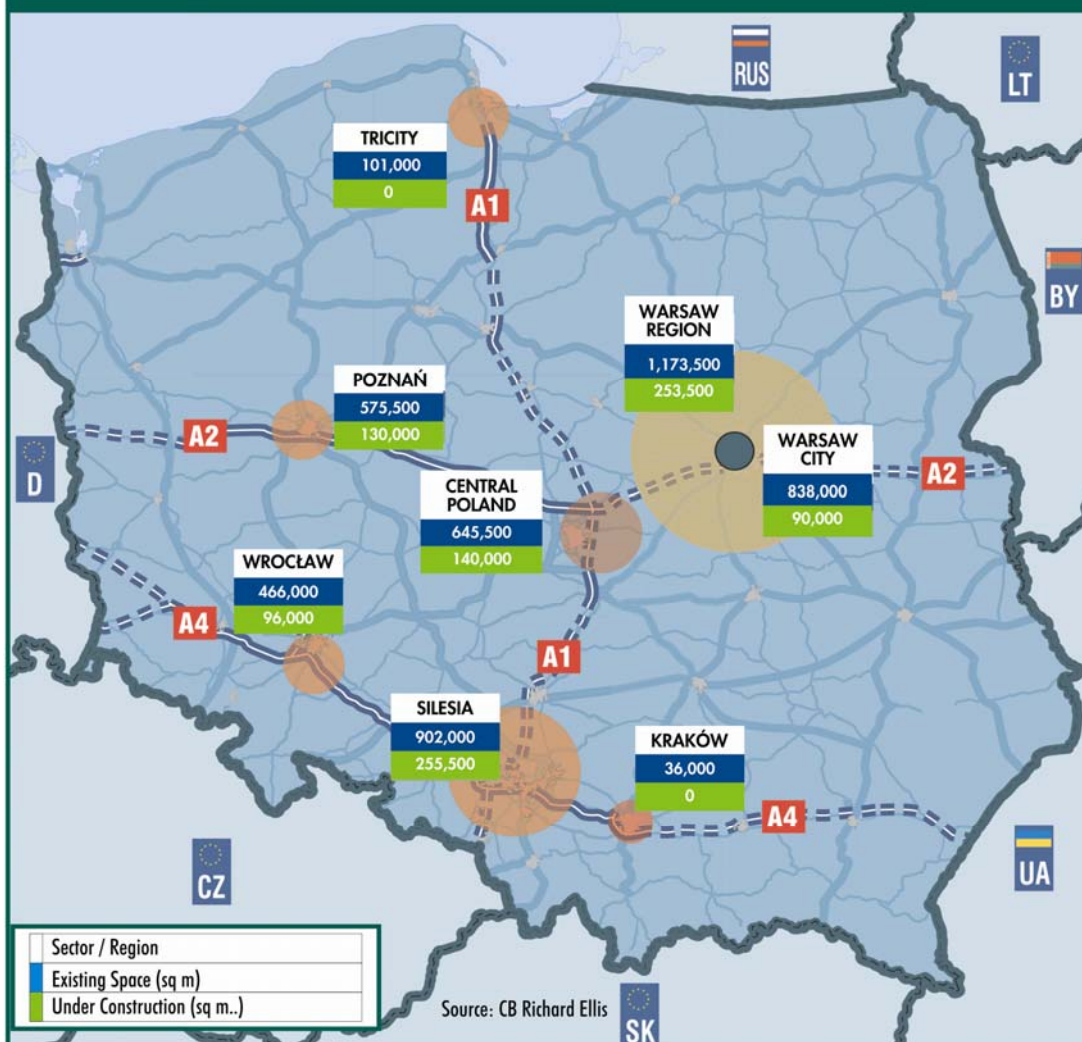 RUS
LT
TRICITY
101,000
0
A1
BY
WARSAW
REGION
1,173,500
253,500
POZNAŃ
575,500
130,000
A2
WARSAW
CITY
838,000
90,000
A2
D
CENTRAL
POLAND
645,500
140,000
WROCŁAW
466,000
96,000
A4
A1
SILESIA
902,000
255,500
KRAKÓW
36,000
0
A4
UA
CZ
Sector / Region
Existing Space (sq m)
Under Construction (sq m..)
Source: CB Richard Ellis
SK